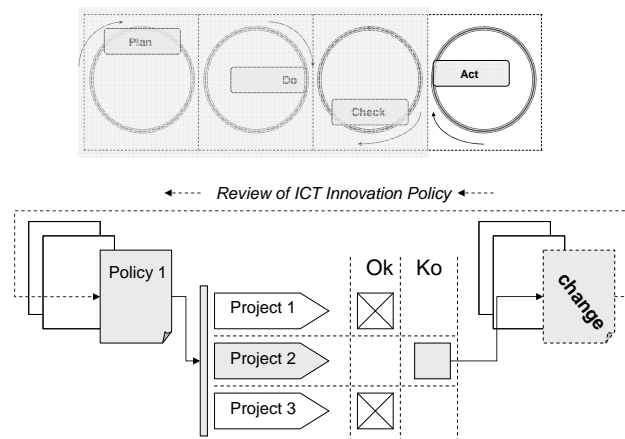 Plan
Do
Check
Act
Review of ICT Innovation Policy
Policy 1
Ok Ko
Project 1
Project 2
Project 3
change